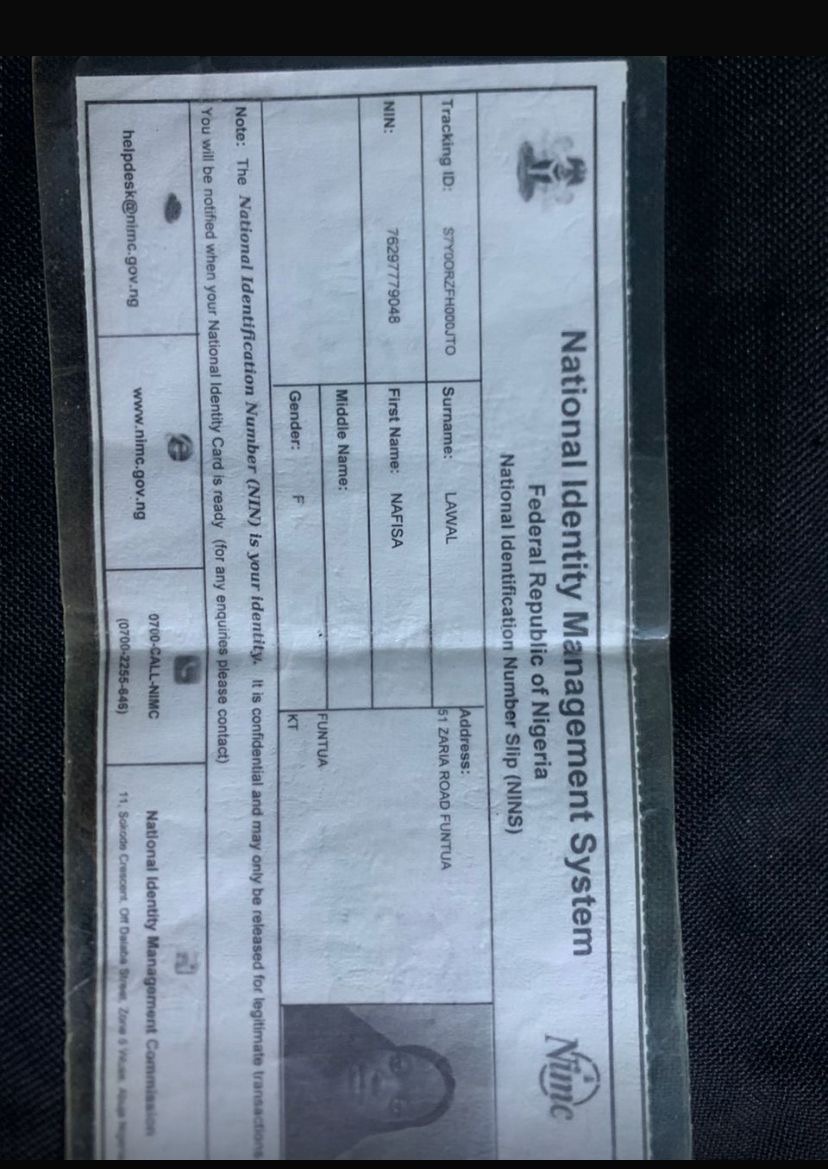 National Identity Management System
Federal Republic of Nigeria
National Identification Number Slip (NINS)
Nimc
Tracking ID: S7Y0ORZFH000JTO
Surname: LAWAL
Address:
51 ZARIA ROAD FUNTUA
NIN: 76297779048
First Name: NAFISA
Middle Name:
FUNTUA
Gender: F
KT
Note: The National Identification Number (NIN) is your identity. It is confidential and may only be released for legitimate transactions
You will be notified when your National Identity Card is ready (for any enquiries please contact)
helpdesk@nimc.gov.ng
www.nimc.gov.ng
0700-CALL-NIMC
(0700-2255-646)
National Identity Management Commission
11, Sokode Crescent, Off Dalaba Street, Zone 5 Wuse, Abuja